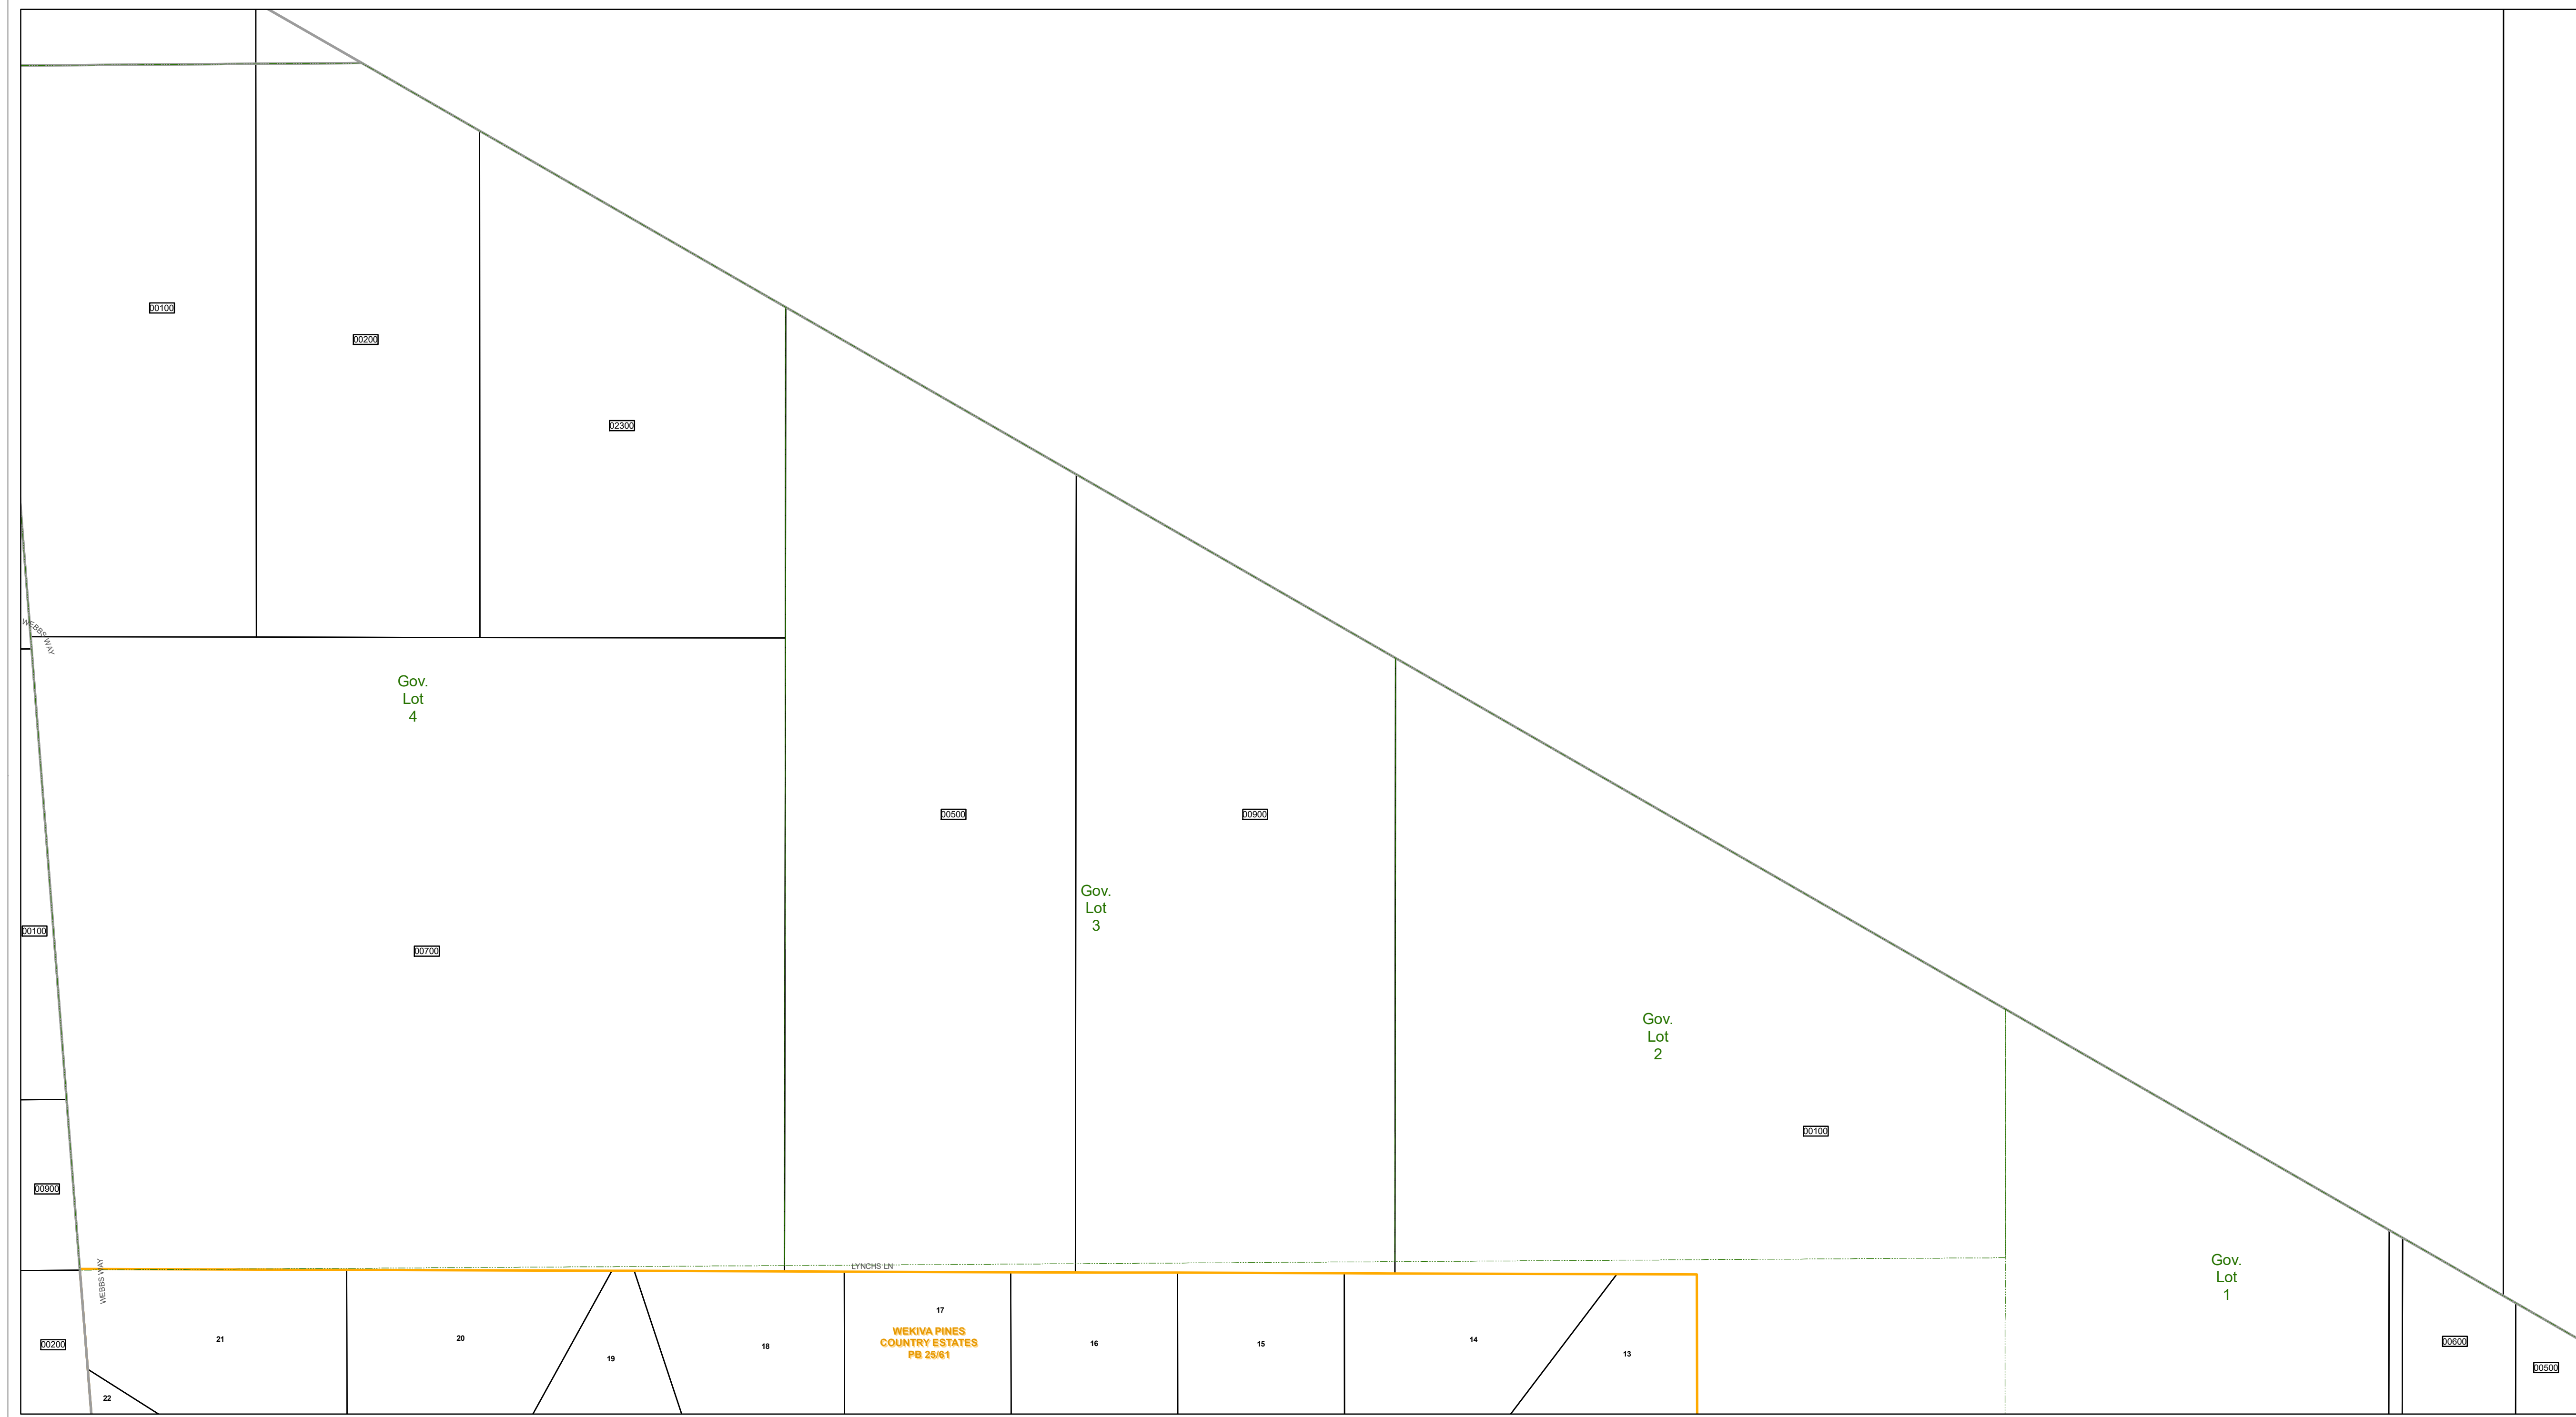 00100
00200
02300
WEBBS WAY
Gov.
Lot
4
00500
00900
Gov.
Lot
3
00100
00700
Gov.
Lot
2
00100
00900
WEBBS WAY
LYNCHS LN
Gov.
Lot
1
00200
21
20
19
18
17
WEKIVA PINES
COUNTRY ESTATES
PB 25/61
16
15
14
13
00600
00500
22